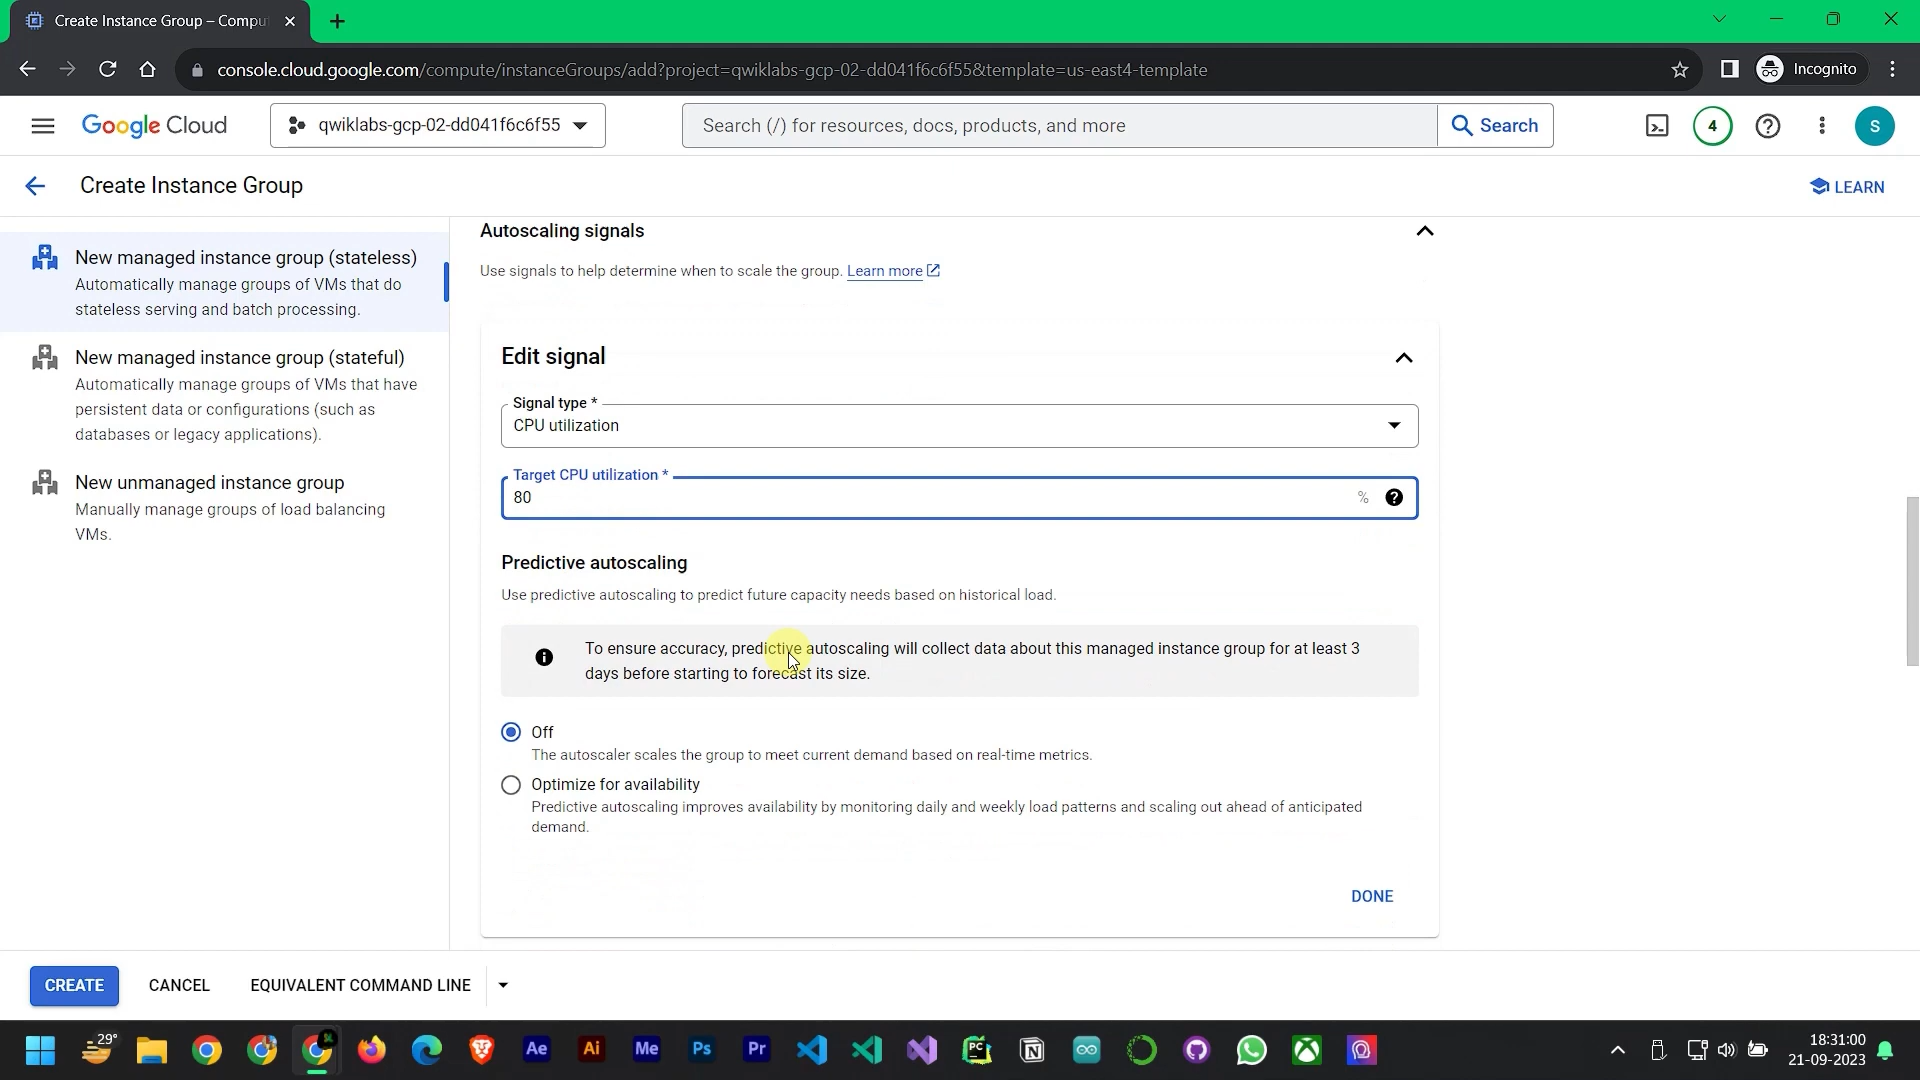 Create Instance Group – Compu
console.cloud.google.com/compute/instanceGroups/add?project=qwiklabs-gcp-02-dd041f6c6f55&template=us-east4-template
Incognito
Google Cloud
qwiklabs-gcp-02-dd041f6c6f55
Search (/) for resources, docs, products, and more
Search
4
S
Create Instance Group
LEARN
New managed instance group (stateless)
Automatically manage groups of VMs that do
stateless serving and batch processing.
New managed instance group (stateful)
Automatically manage groups of VMs that have
persistent data or configurations (such as
databases or legacy applications).
New unmanaged instance group
Manually manage groups of load balancing
VMs.
Autoscaling signals
Use signals to help determine when to scale the group. Learn more
Edit signal
Signal type *
CPU utilization
Target CPU utilization *
80
%
Predictive autoscaling
Use predictive autoscaling to predict future capacity needs based on historical load.
To ensure accuracy, predictive autoscaling will collect data about this managed instance group for at least 3
days before starting to forecast its size.
Off
The autoscaler scales the group to meet current demand based on real-time metrics.
Optimize for availability
Predictive autoscaling improves availability by monitoring daily and weekly load patterns and scaling out ahead of anticipated
demand.
DONE
CREATE
CANCEL
EQUIVALENT COMMAND LINE
29°
Ae
Ai
Me
Ps
Pr
PC
N
18:31:00
21-09-2023